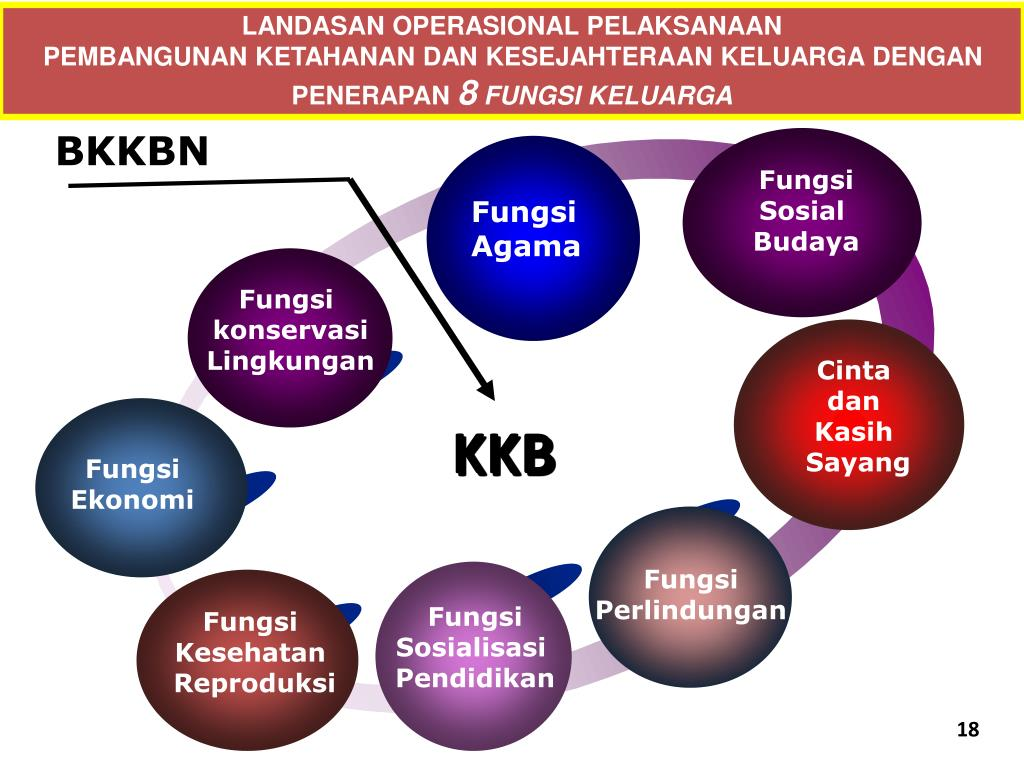 LANDASAN OPERASIONAL PELAKSANAAN
PEMBANGUNAN KETAHANAN DAN KESEJAHTERAAN KELUARGA DENGAN
PENERAPAN 8 FUNGSI KELUARGA
BKKBN
Fungsi
Agama
Fungsi
Sosial
Budaya
Cinta
dan
Kasih
Sayang
Fungsi
Perlindungan
Fungsi
Sosialisasi
Pendidikan
Fungsi
Kesehatan
Reproduksi
Fungsi
Ekonomi
Fungsi
konservasi
Lingkungan
KKB
18